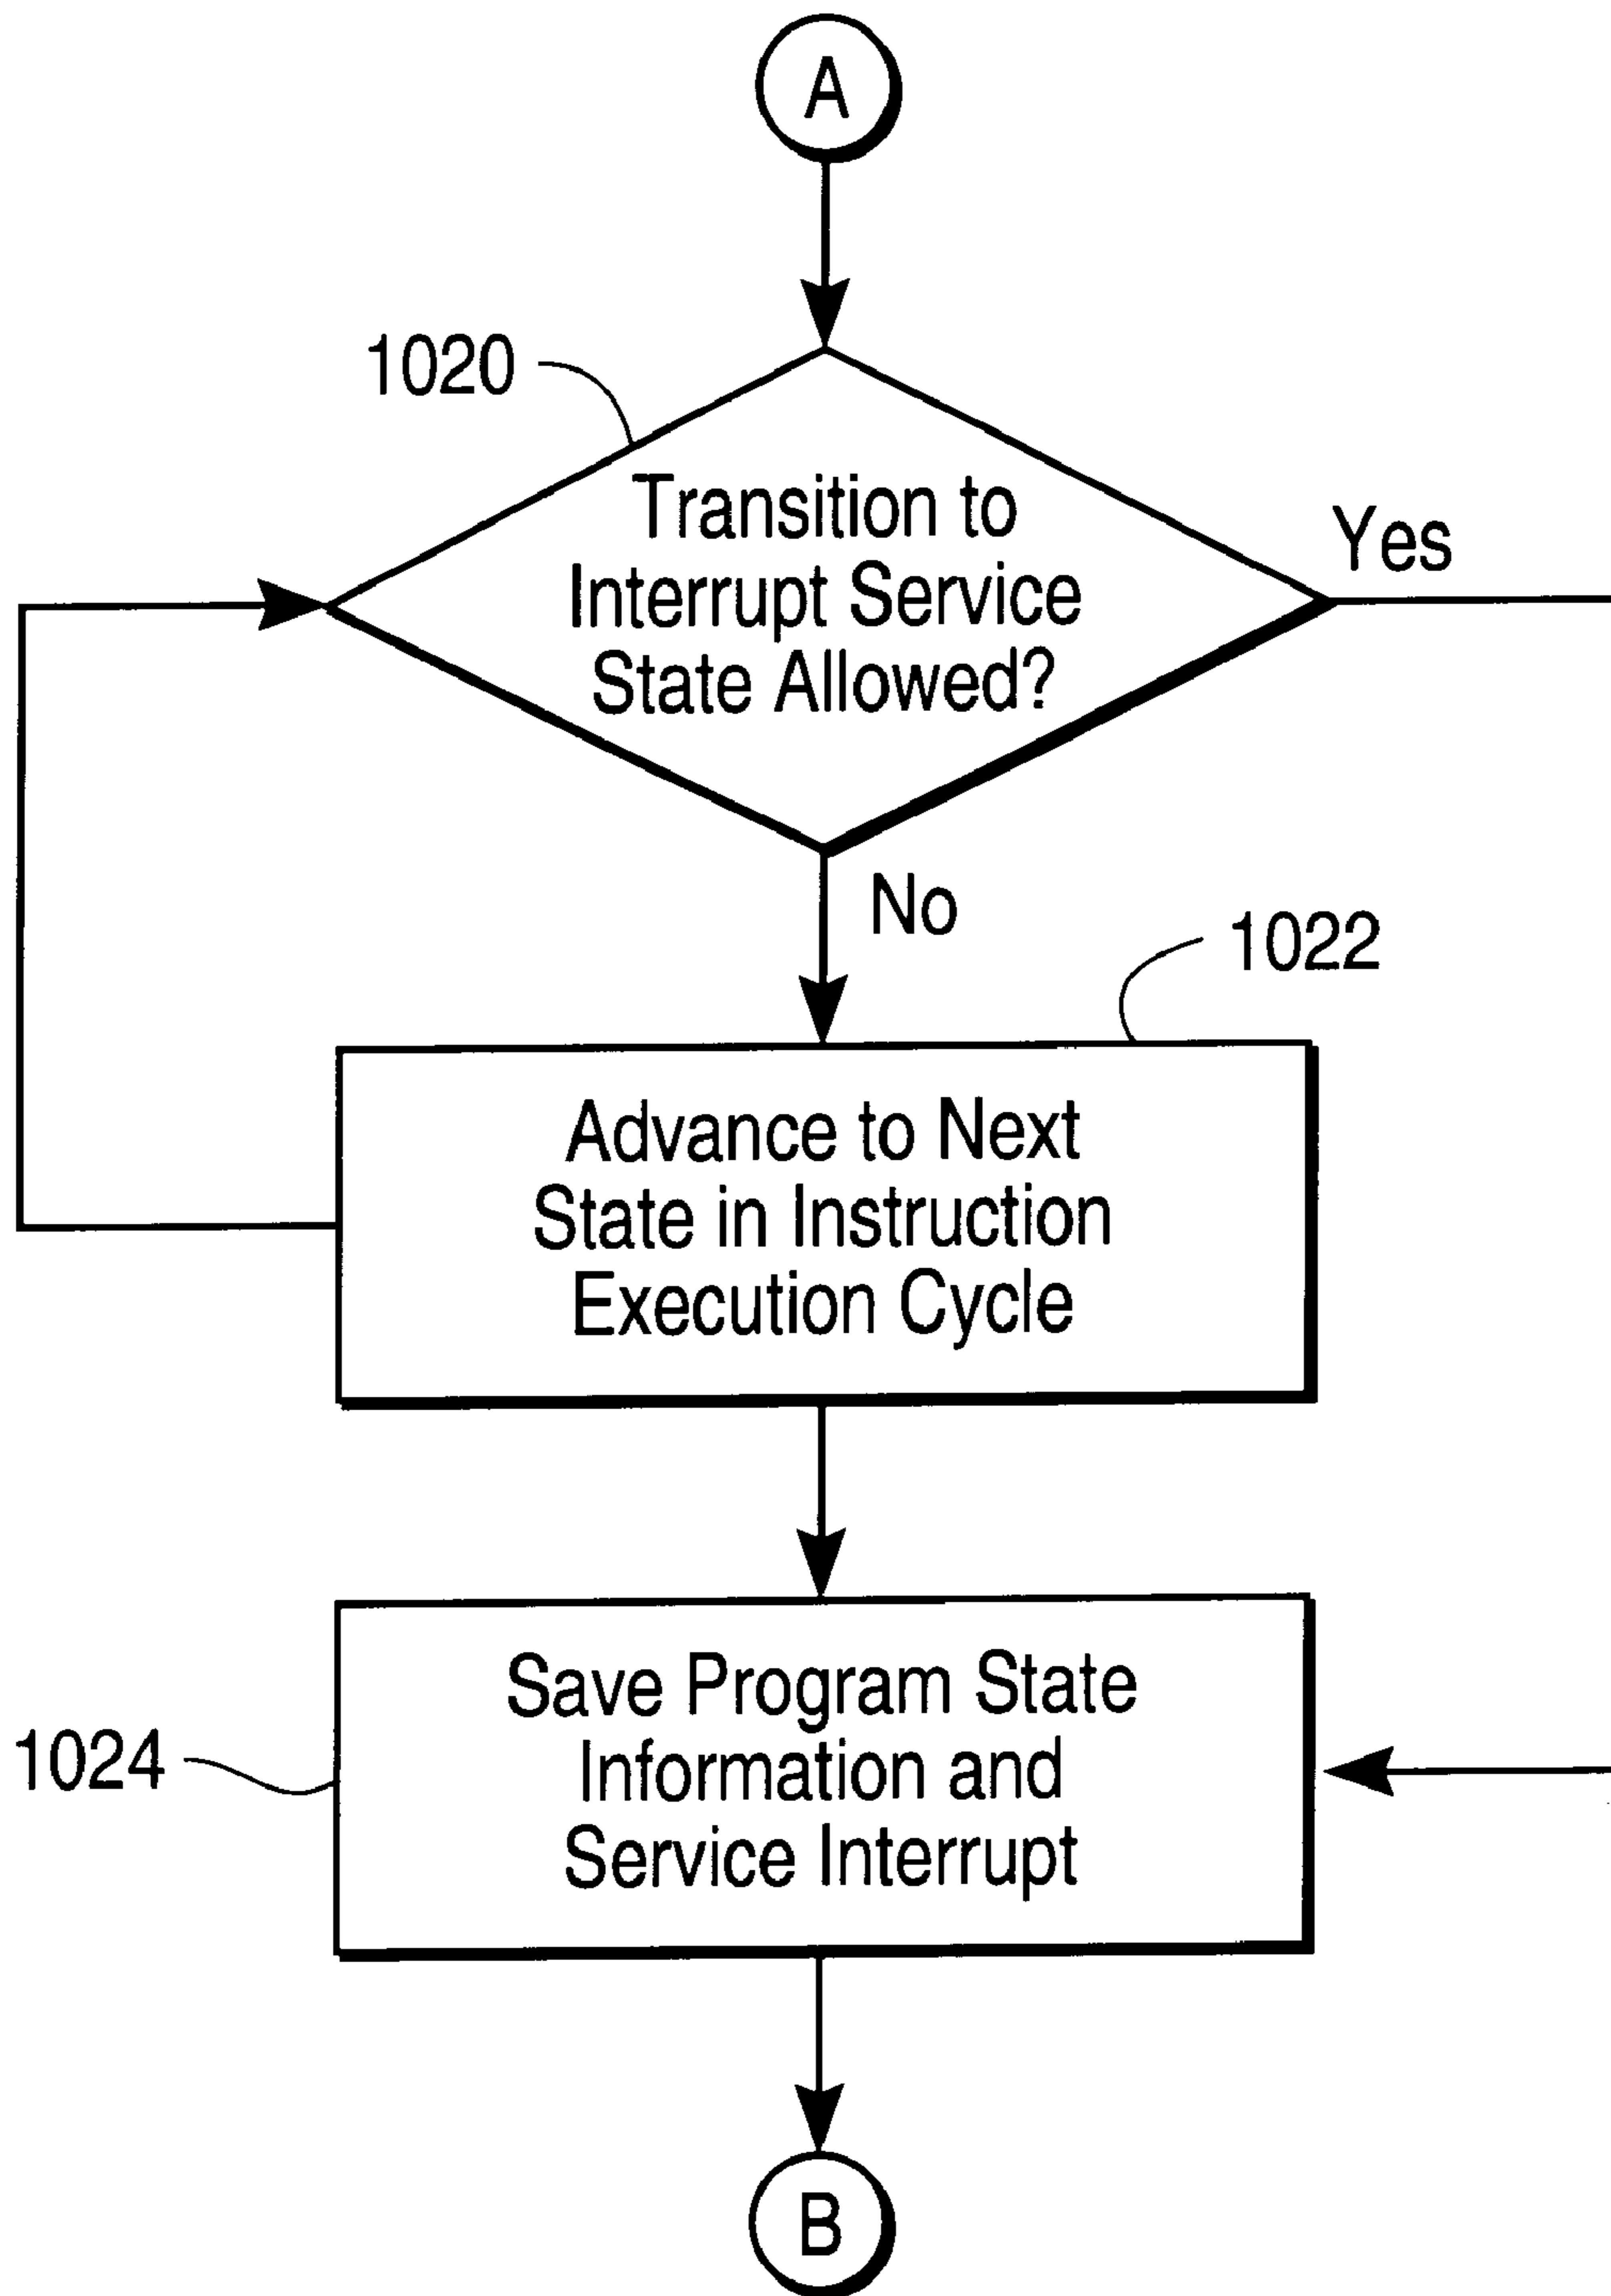 A
1020
Transition to
Interrupt Service
State Allowed?
Yes
No
1022
Advance to Next
State in Instruction
Execution Cycle
Save Program State
Information and
Service Interrupt
1024
B